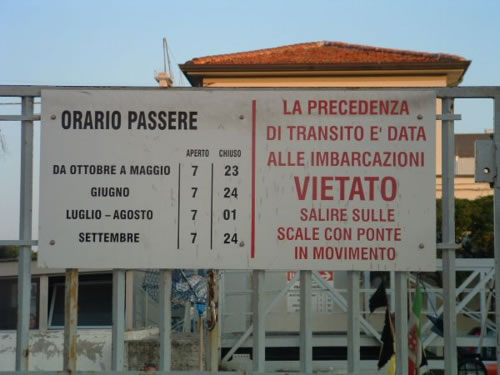 ORARIO PASSERE
APERTO CHIUSO
DA OTTOBRE A MAGGIO 7 23
GIUGNO 7 24
LUGLIO - AGOSTO 7 01
SETTEMBRE 7 24
LA PRECEDENZA
DI TRANSITO E' DATA
ALLE IMBARCAZIONI
VIETATO
SALIRE SULLE
SCALE CON PONTE
IN MOVIMENTO